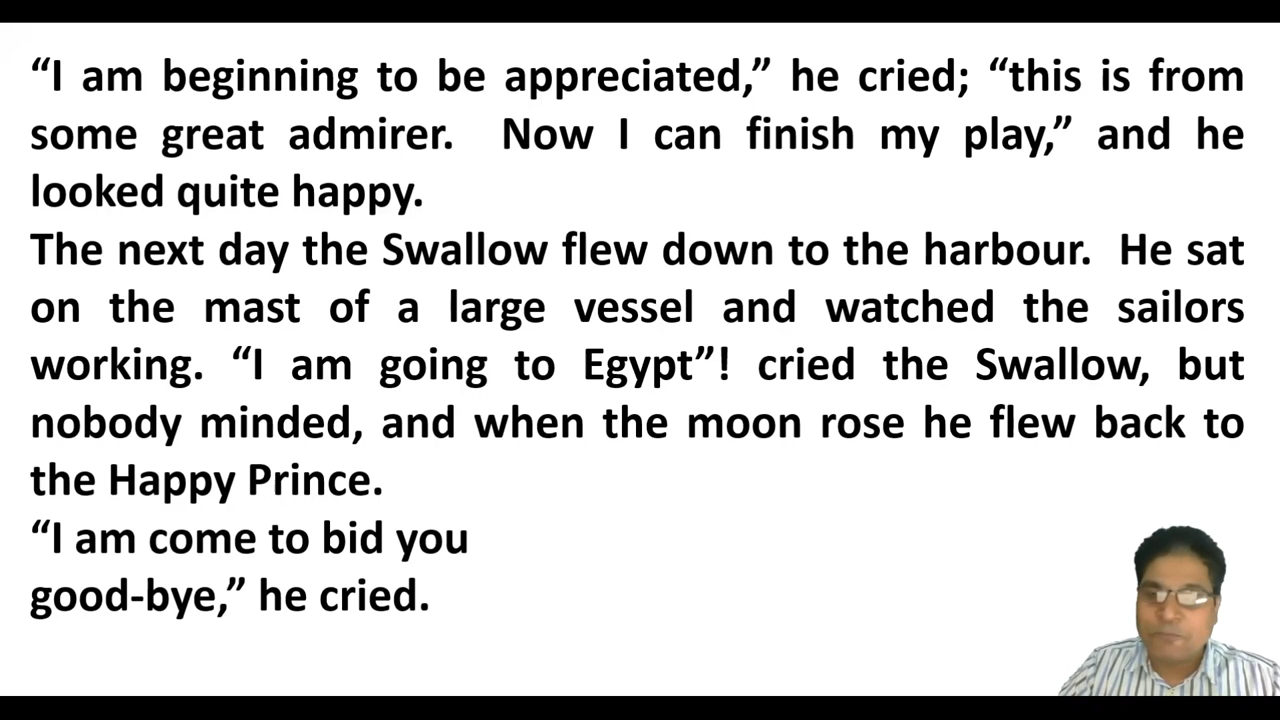 “I am beginning to be appreciated,” he cried; “this is from
some great admirer.  Now I can finish my play,” and he
looked quite happy.
The next day the Swallow flew down to the harbour.  He sat
on the mast of a large vessel and watched the sailors
working. “I am going to Egypt”! cried the Swallow, but
nobody minded, and when the moon rose he flew back to
the Happy Prince.
“I am come to bid you
good-bye,” he cried.